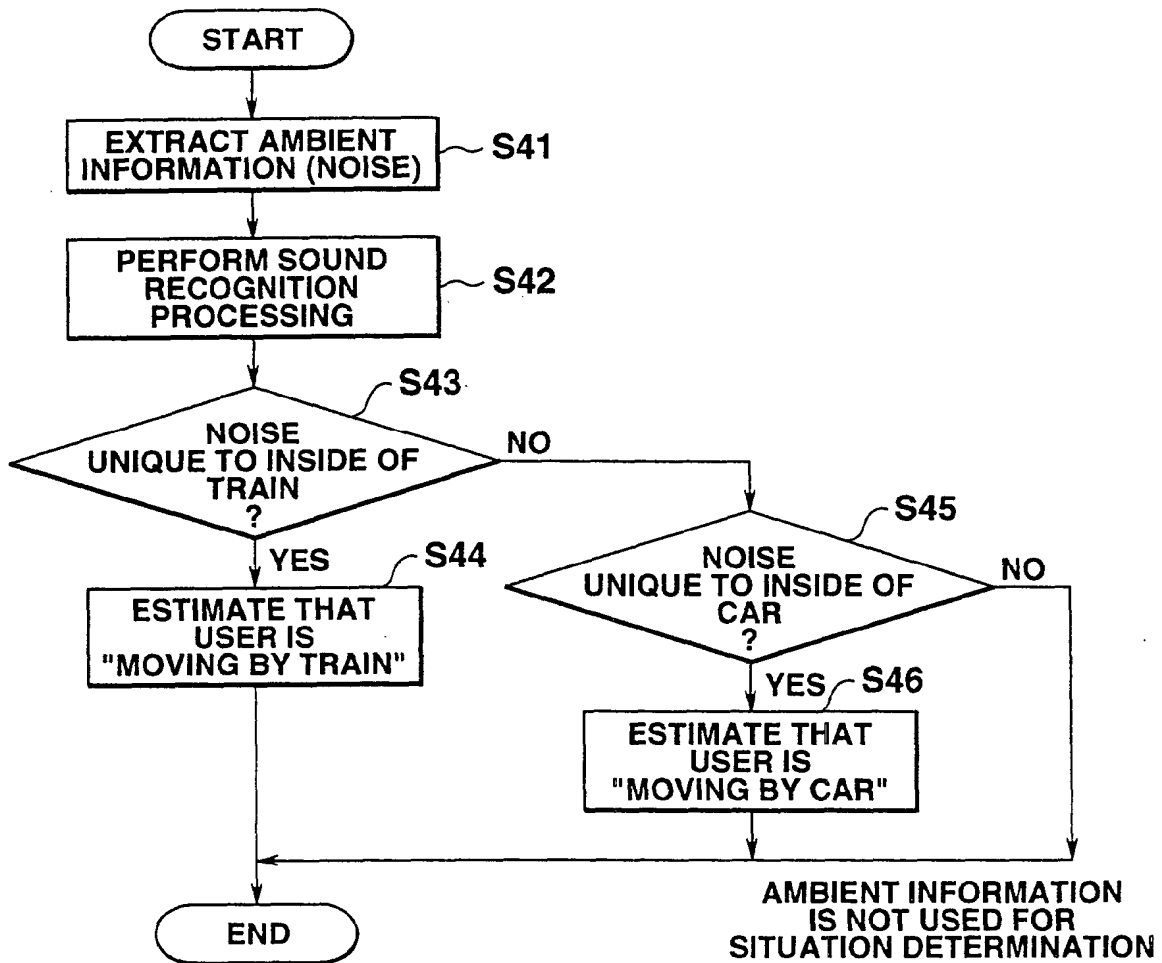 START
EXTRACT AMBIENT
INFORMATION (NOISE)
S41
PERFORM SOUND
RECOGNITION
PROCESSING
S42
S43
NOISE
UNIQUE TO INSIDE OF
TRAIN
?
NO
YES
S44
ESTIMATE THAT
USER IS
"MOVING BY TRAIN"
S45
NOISE
UNIQUE TO INSIDE OF
CAR
?
NO
YES
S46
ESTIMATE THAT
USER IS
"MOVING BY CAR"
AMBIENT INFORMATION
IS NOT USED FOR
SITUATION DETERMINATION
END